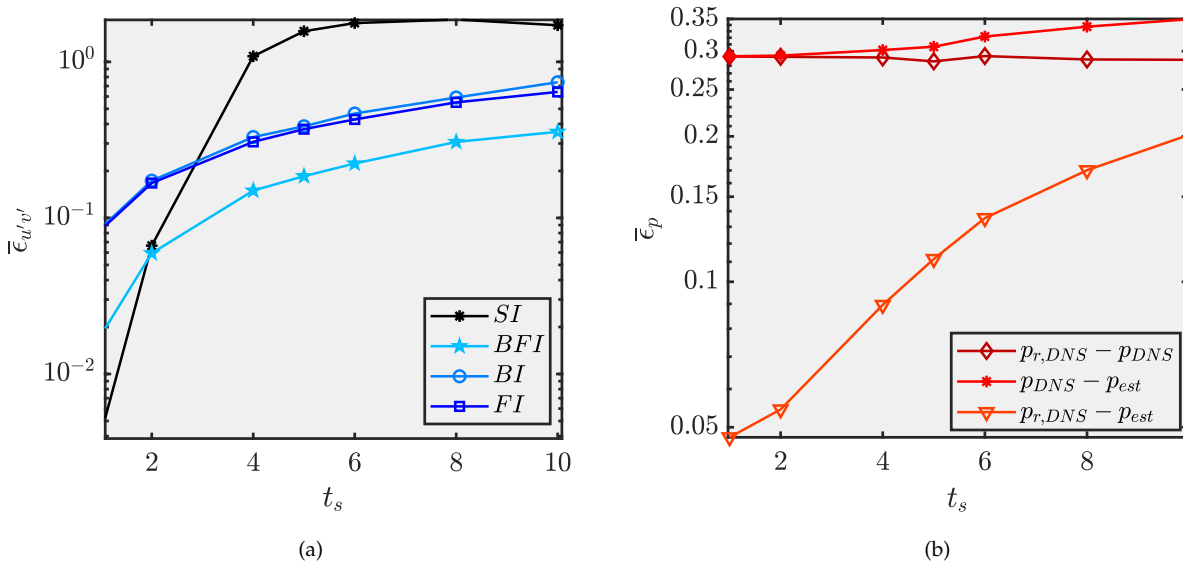 10⁰
10⁻¹
10⁻²
ϵ̄_{u′v′}
2 4 6 8 10
t_s
SI
BFI
BI
FI
(a)
0.35
0.3
0.25
0.2
0.15
0.1
0.05
ϵ̄_p
2 4 6 8
t_s
p_{r,DNS} − p_{DNS}
p_{DNS} − p_{est}
p_{r,DNS} − p_{est}
(b)